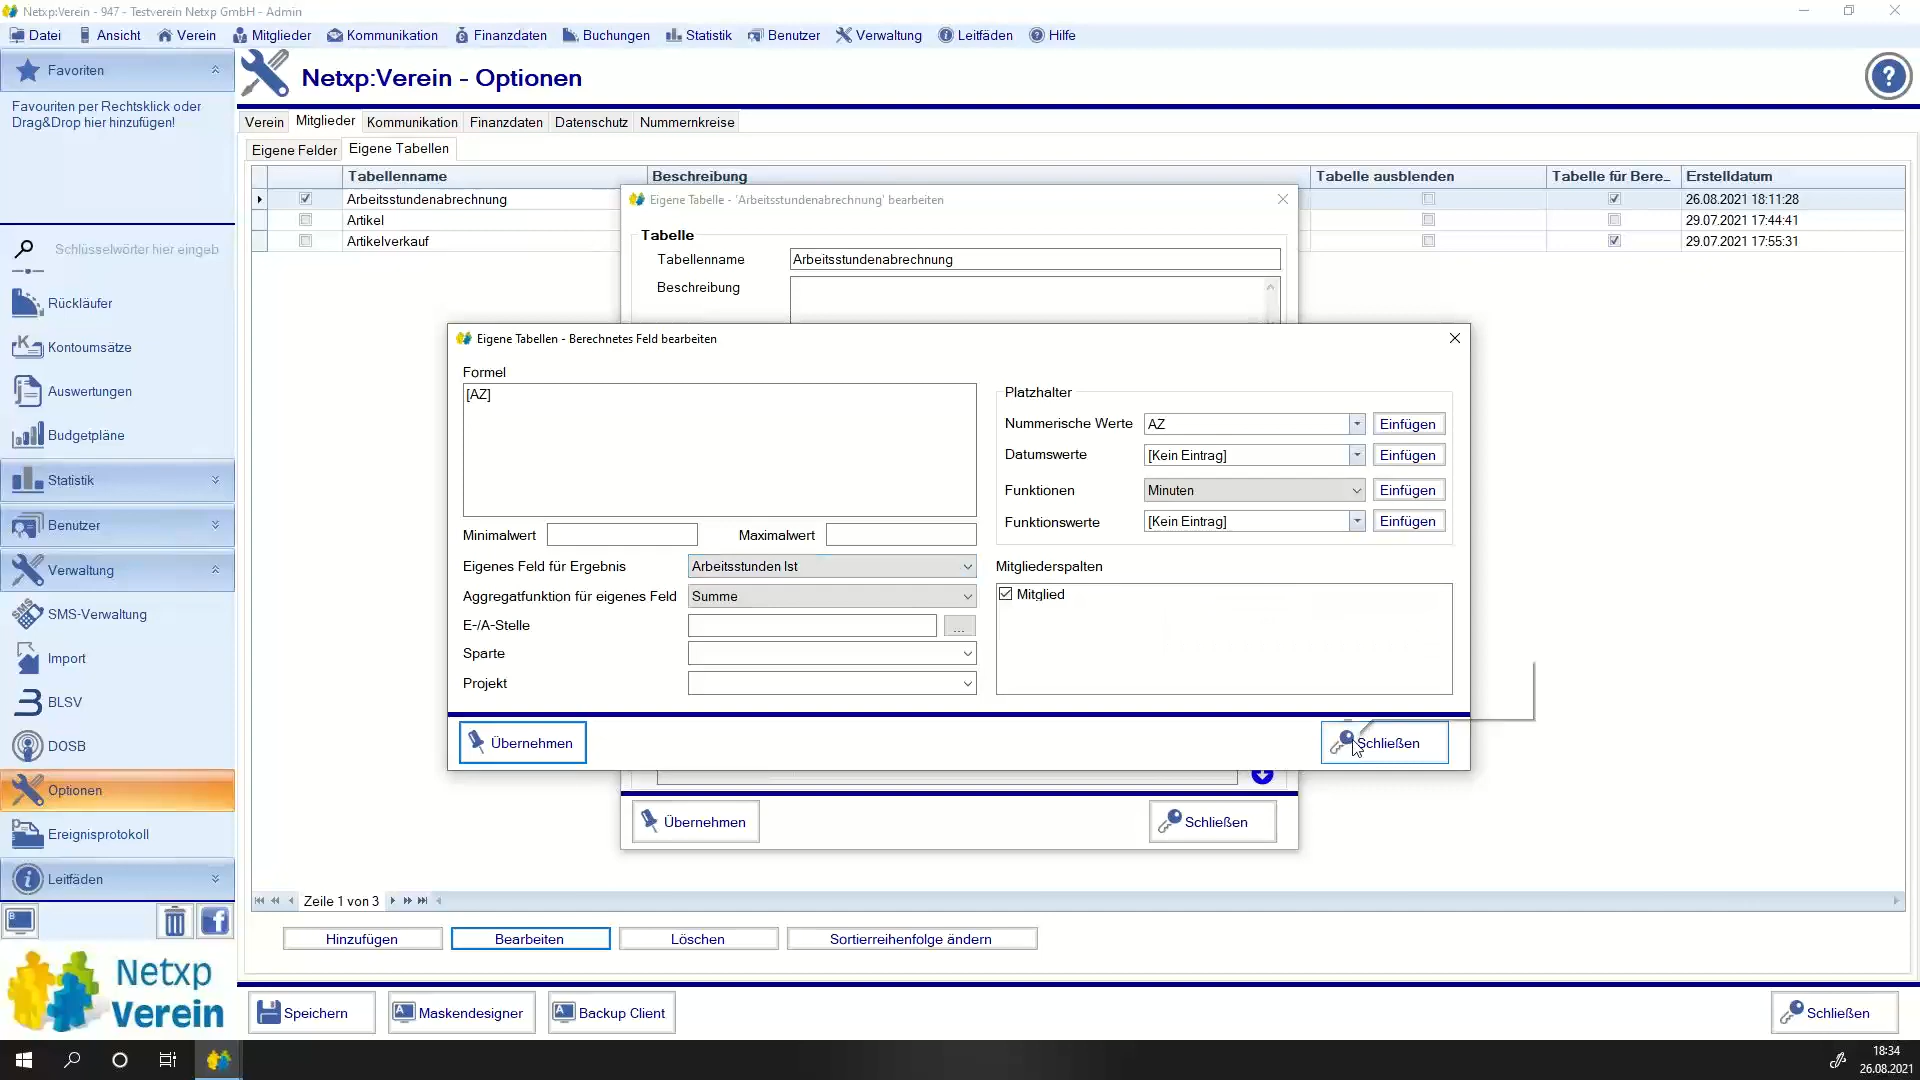 Netxp:Verein - 947 - Testverein Netxp GmbH - Admin
Datei Ansicht Verein Mitglieder Kommunikation Finanzdaten Buchungen Statistik Benutzer Verwaltung Leitfäden Hilfe
Favoriten
Favouriten per Rechtsklick oder
Drag&Drop hier hinzufügen!
Schlüsselwörter hier eingeb
Rückläufer
Kontoumsätze
Auswertungen
Budgetpläne
Statistik
Benutzer
Verwaltung
SMS-Verwaltung
Import
BLSV
DOSB
Optionen
Ereignisprotokoll
Leitfäden
Netxp
Verein
Netxp:Verein - Optionen
Verein Mitglieder Kommunikation Finanzdaten Datenschutz Nummernkreise
Eigene Felder Eigene Tabellen
Tabellenname Beschreibung Tabelle ausblenden Tabelle für Bere... Erstelldatum
Arbeitsstundenabrechnung 26.08.2021 18:11:28
Artikel 29.07.2021 17:44:41
Artikelverkauf 29.07.2021 17:55:31
Eigene Tabelle - 'Arbeitsstundenabrechnung' bearbeiten
Tabelle
Tabellenname Arbeitsstundenabrechnung
Beschreibung
Eigene Tabellen - Berechnetes Feld bearbeiten
Formel
[AZ]
Platzhalter
Nummerische Werte AZ Einfügen
Datumswerte [Kein Eintrag] Einfügen
Funktionen Minuten Einfügen
Funktionswerte [Kein Eintrag] Einfügen
Minimalwert Maximalwert
Eigenes Feld für Ergebnis Arbeitsstunden Ist
Aggregatfunktion für eigenes Feld Summe
E-/A-Stelle ...
Sparte
Projekt
Mitgliederspalten
Mitglied
Übernehmen Schließen
Übernehmen Schließen
Zeile 1 von 3
Hinzufügen Bearbeiten Löschen Sortierreihenfolge ändern
Speichern Maskendesigner Backup Client Schließen
18:34
26.08.2021